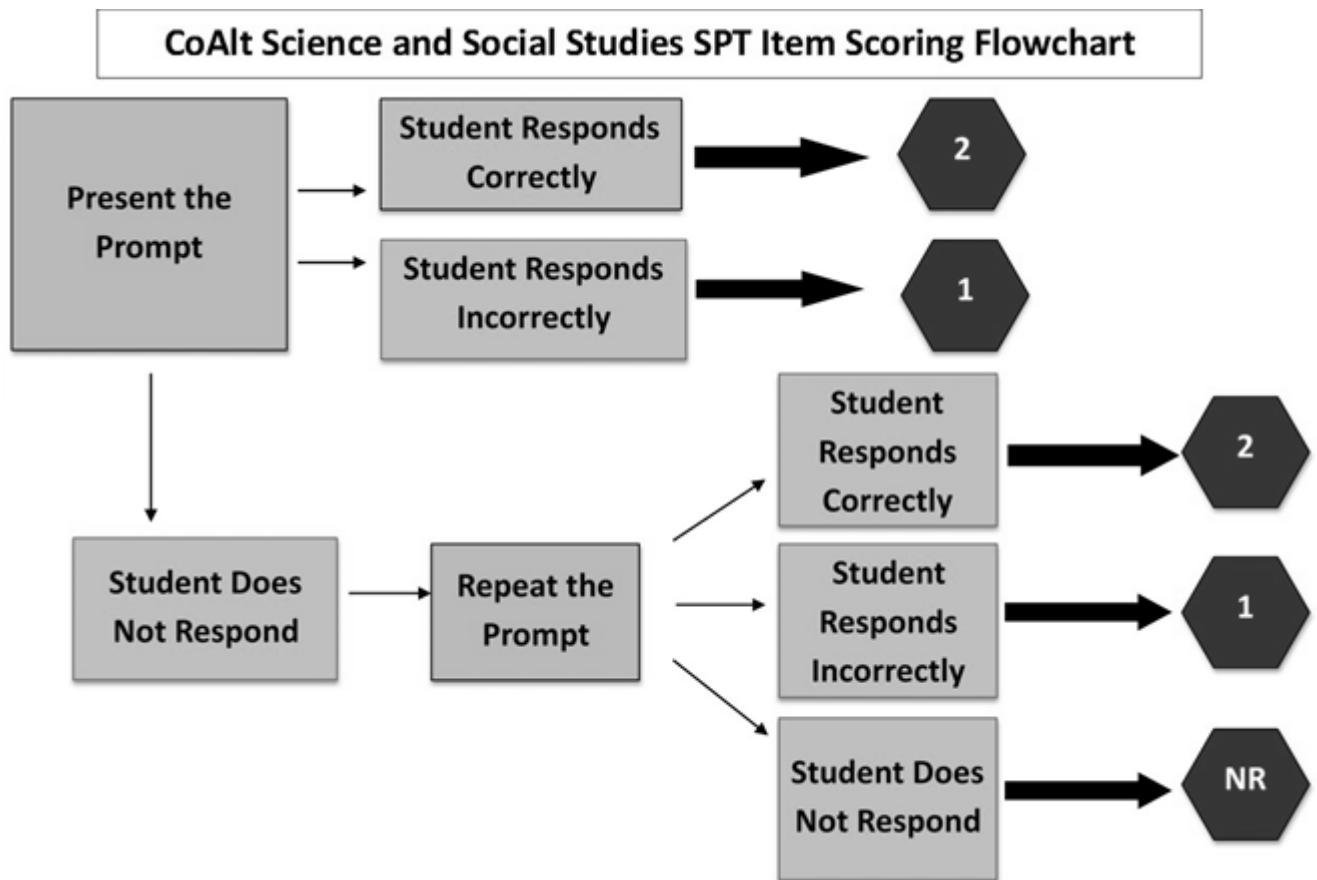 CoAlt Science and Social Studies SPT Item Scoring Flowchart
Present the
Prompt
Student Responds
Correctly
2
Student Responds
Incorrectly
1
Student Does
Not Respond
Repeat the
Prompt
Student
Responds
Correctly
2
Student
Responds
Incorrectly
1
Student Does
Not Respond
NR